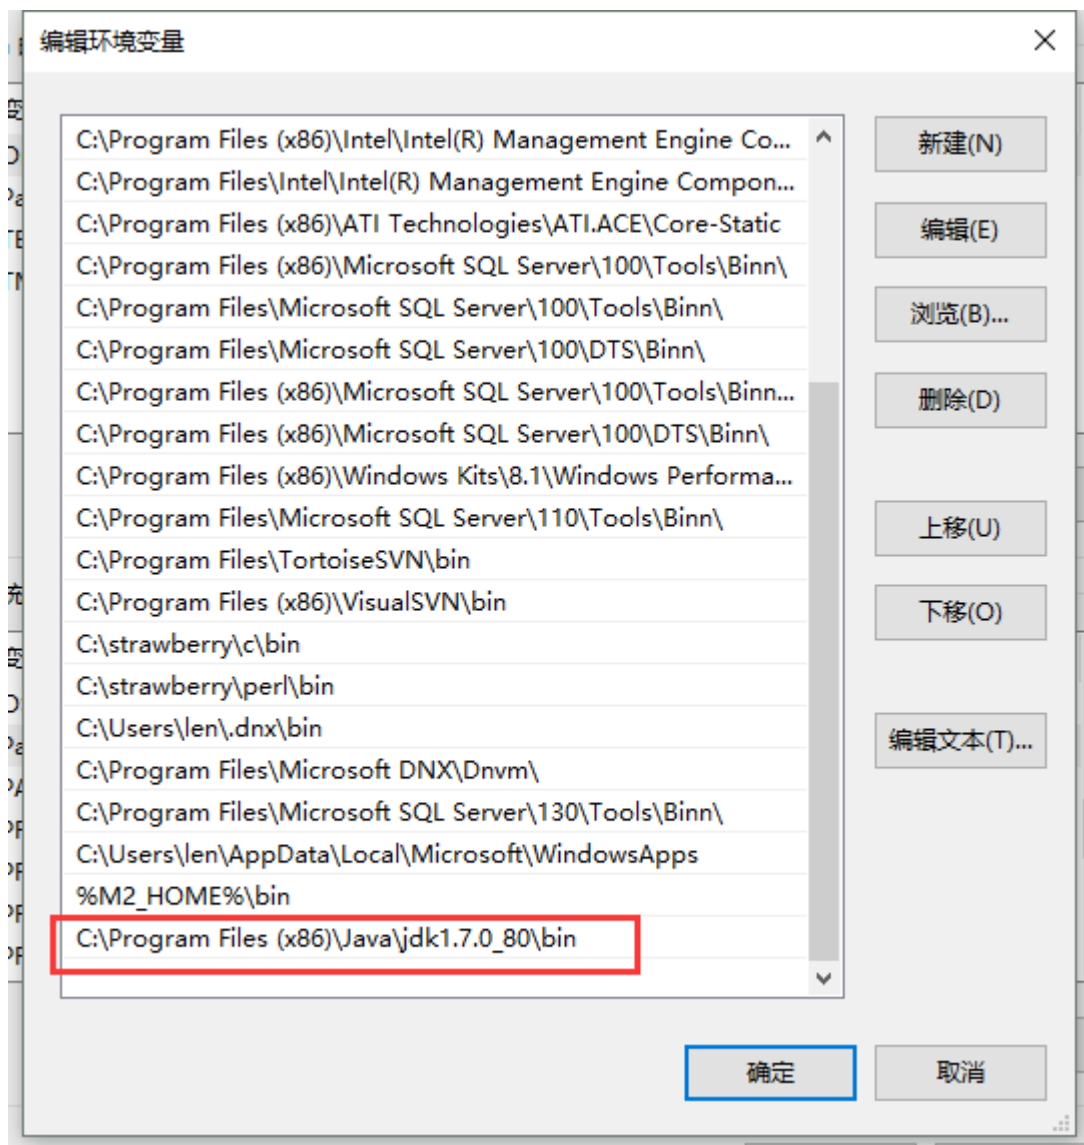 编辑环境变量
C:\Program Files (x86)\Intel\Intel(R) Management Engine Co...
新建(N)
C:\Program Files\Intel\Intel(R) Management Engine Compon...
C:\Program Files (x86)\ATI Technologies\ATI.ACE\Core-Static
编辑(E)
C:\Program Files (x86)\Microsoft SQL Server\100\Tools\Binn\
C:\Program Files\Microsoft SQL Server\100\Tools\Binn\
浏览(B)...
C:\Program Files\Microsoft SQL Server\100\DTS\Binn\
C:\Program Files (x86)\Microsoft SQL Server\100\Tools\Binn...
删除(D)
C:\Program Files (x86)\Microsoft SQL Server\100\DTS\Binn\
C:\Program Files (x86)\Windows Kits\8.1\Windows Performa...
C:\Program Files\Microsoft SQL Server\110\Tools\Binn\
上移(U)
C:\Program Files\TortoiseSVN\bin
C:\Program Files (x86)\VisualSVN\bin
下移(O)
C:\strawberry\c\bin
C:\strawberry\perl\bin
C:\Users\len\.dnx\bin
编辑文本(T)...
C:\Program Files\Microsoft DNX\Dnvm\
C:\Program Files\Microsoft SQL Server\130\Tools\Binn\
C:\Users\len\AppData\Local\Microsoft\WindowsApps
%M2_HOME%\bin
C:\Program Files (x86)\Java\jdk1.7.0_80\bin
确定
取消